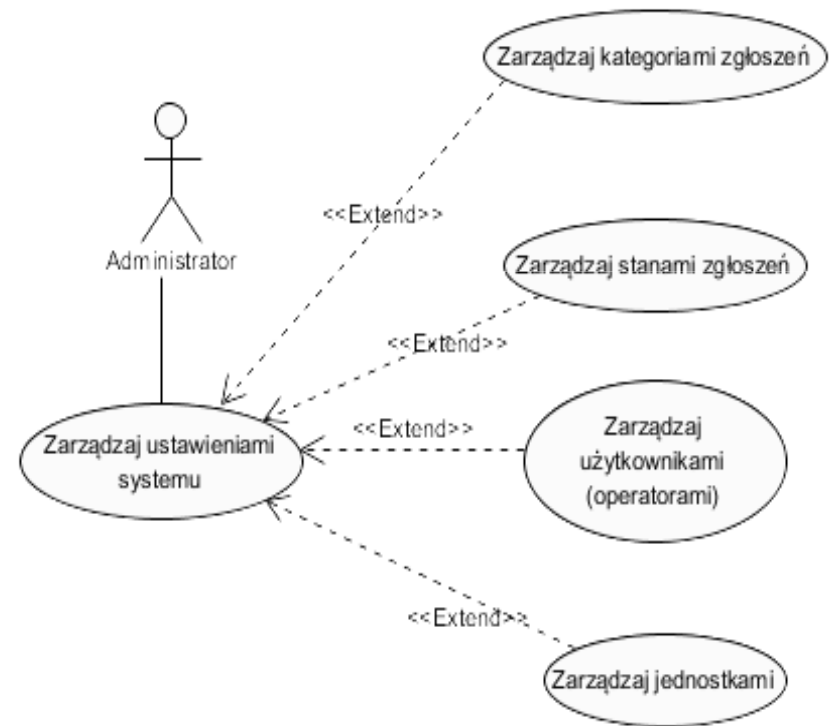 Zarządzaj kategoriami zgłoszeń
<<Extend>>
Administrator
Zarządzaj stanami zgłoszeń
<<Extend>>
Zarządzaj ustawieniami
systemu
<<Extend>>
Zarządzaj
użytkownikami
(operatorami)
<<Extend>>
Zarządzaj jednostkami